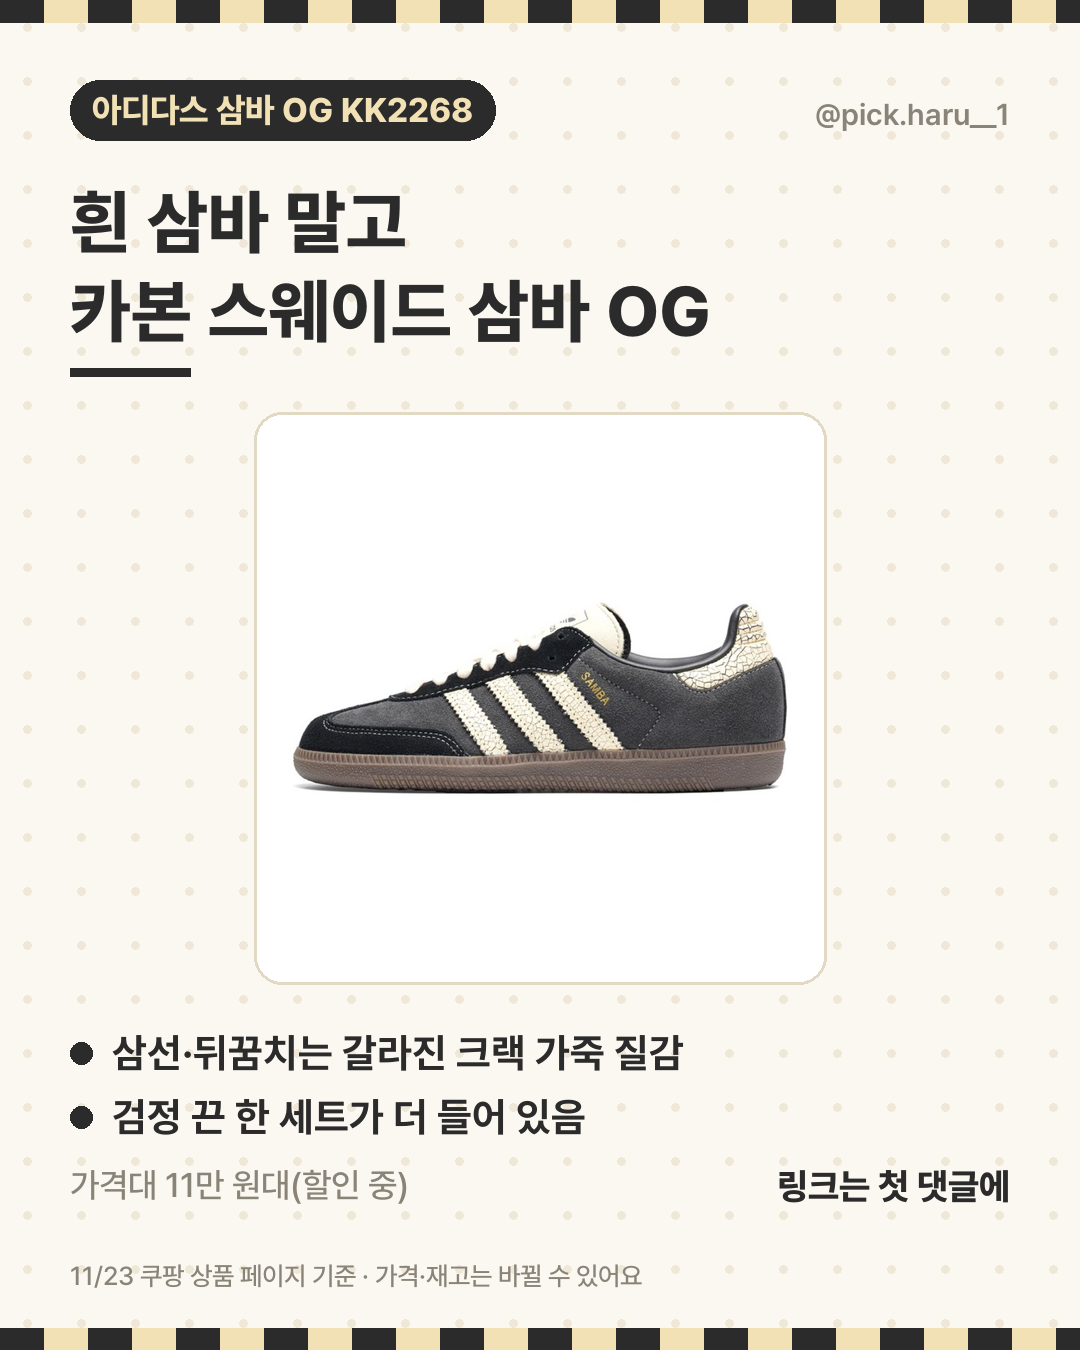 아디다스 삼바 OG KK2268
@pick.haru__1
흰 삼바 말고
카본 스웨이드 삼바 OG
SAMBA
삼선·뒤꿈치는 갈라진 크랙 가죽 질감
검정 끈 한 세트가 더 들어 있음
가격대 11만 원대(할인 중)
링크는 첫 댓글에
11/23 쿠팡 상품 페이지 기준 · 가격·재고는 바뀔 수 있어요